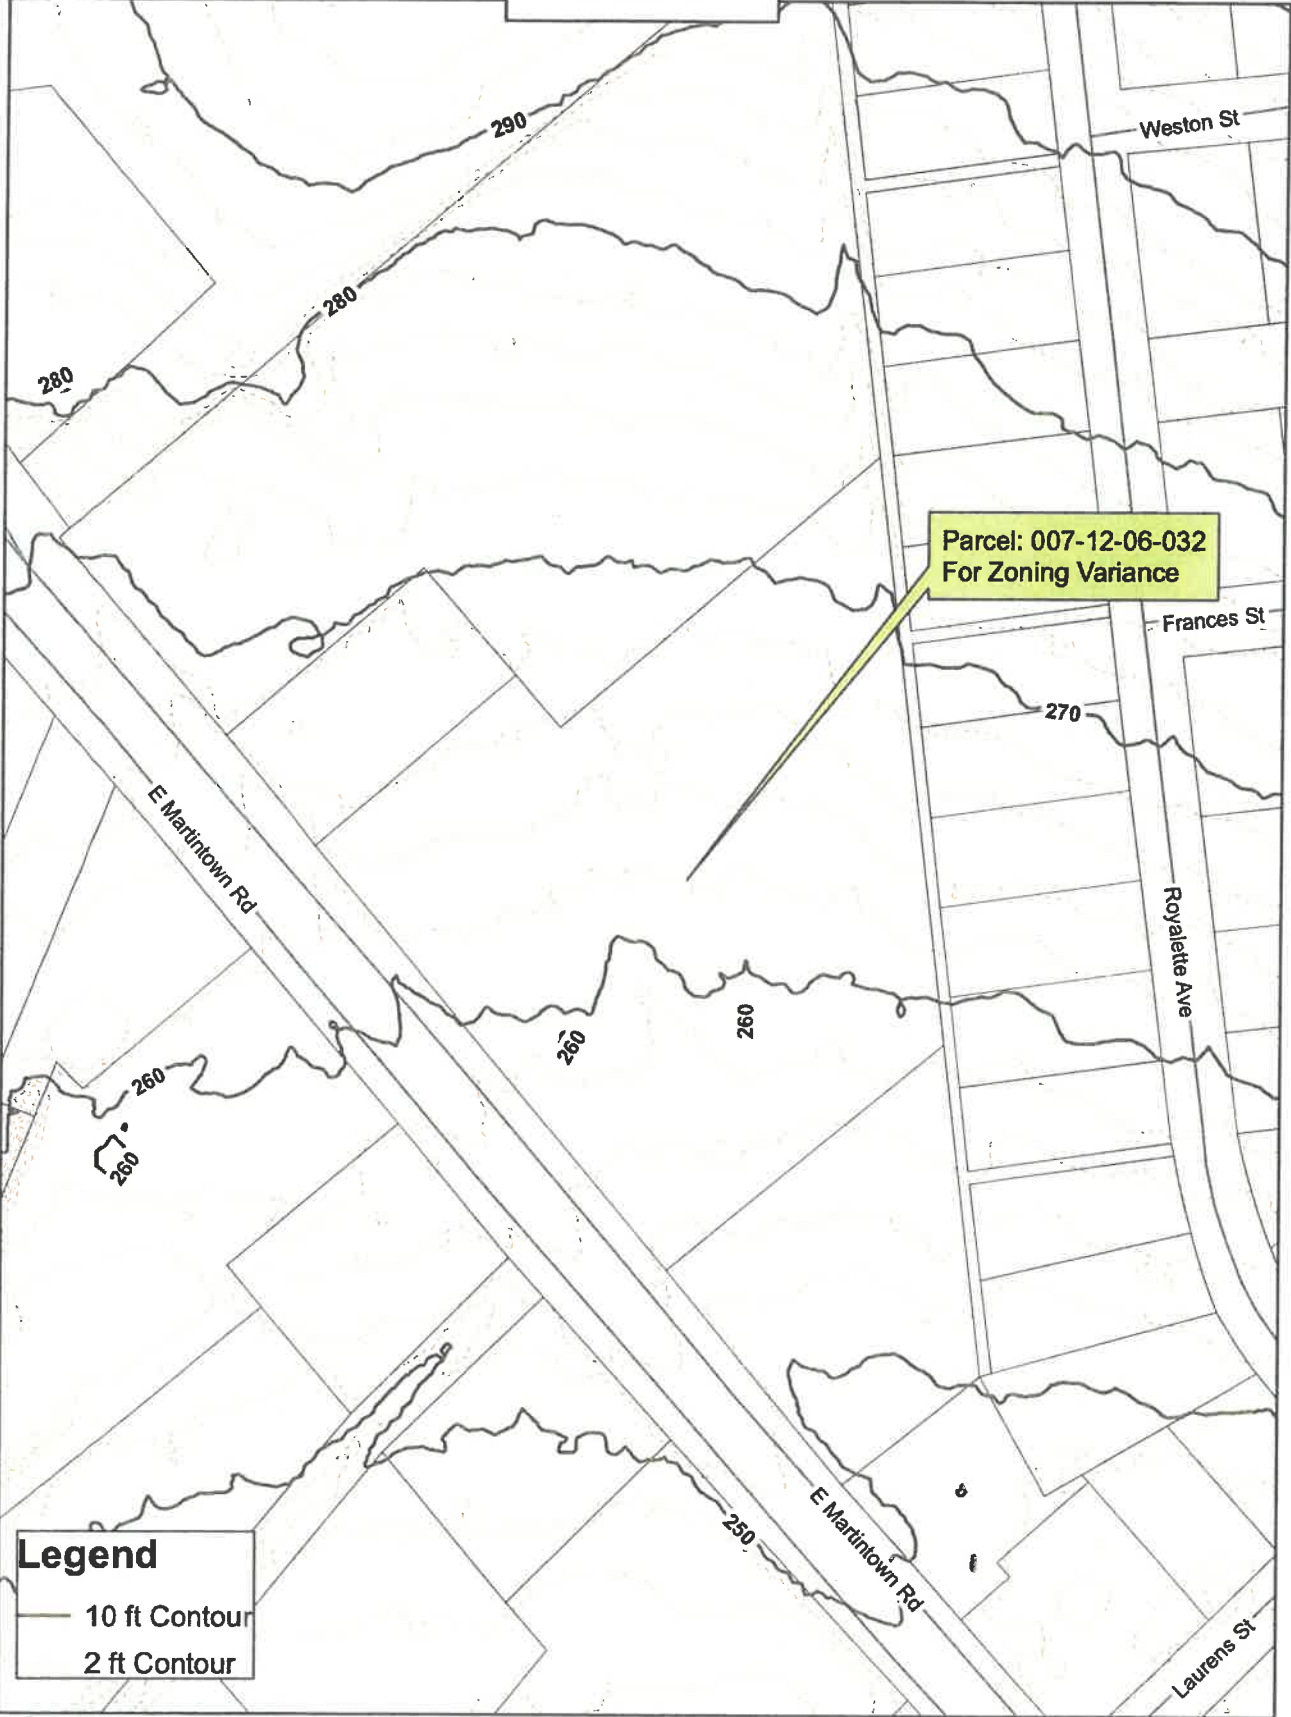 290
Weston St
280
280
Parcel: 007-12-06-032
For Zoning Variance
Frances St
270
E Martintown Rd
Royalette Ave
260
260
260
260
250
E Martintown Rd
Legend
10 ft Contour
2 ft Contour
Laurens St